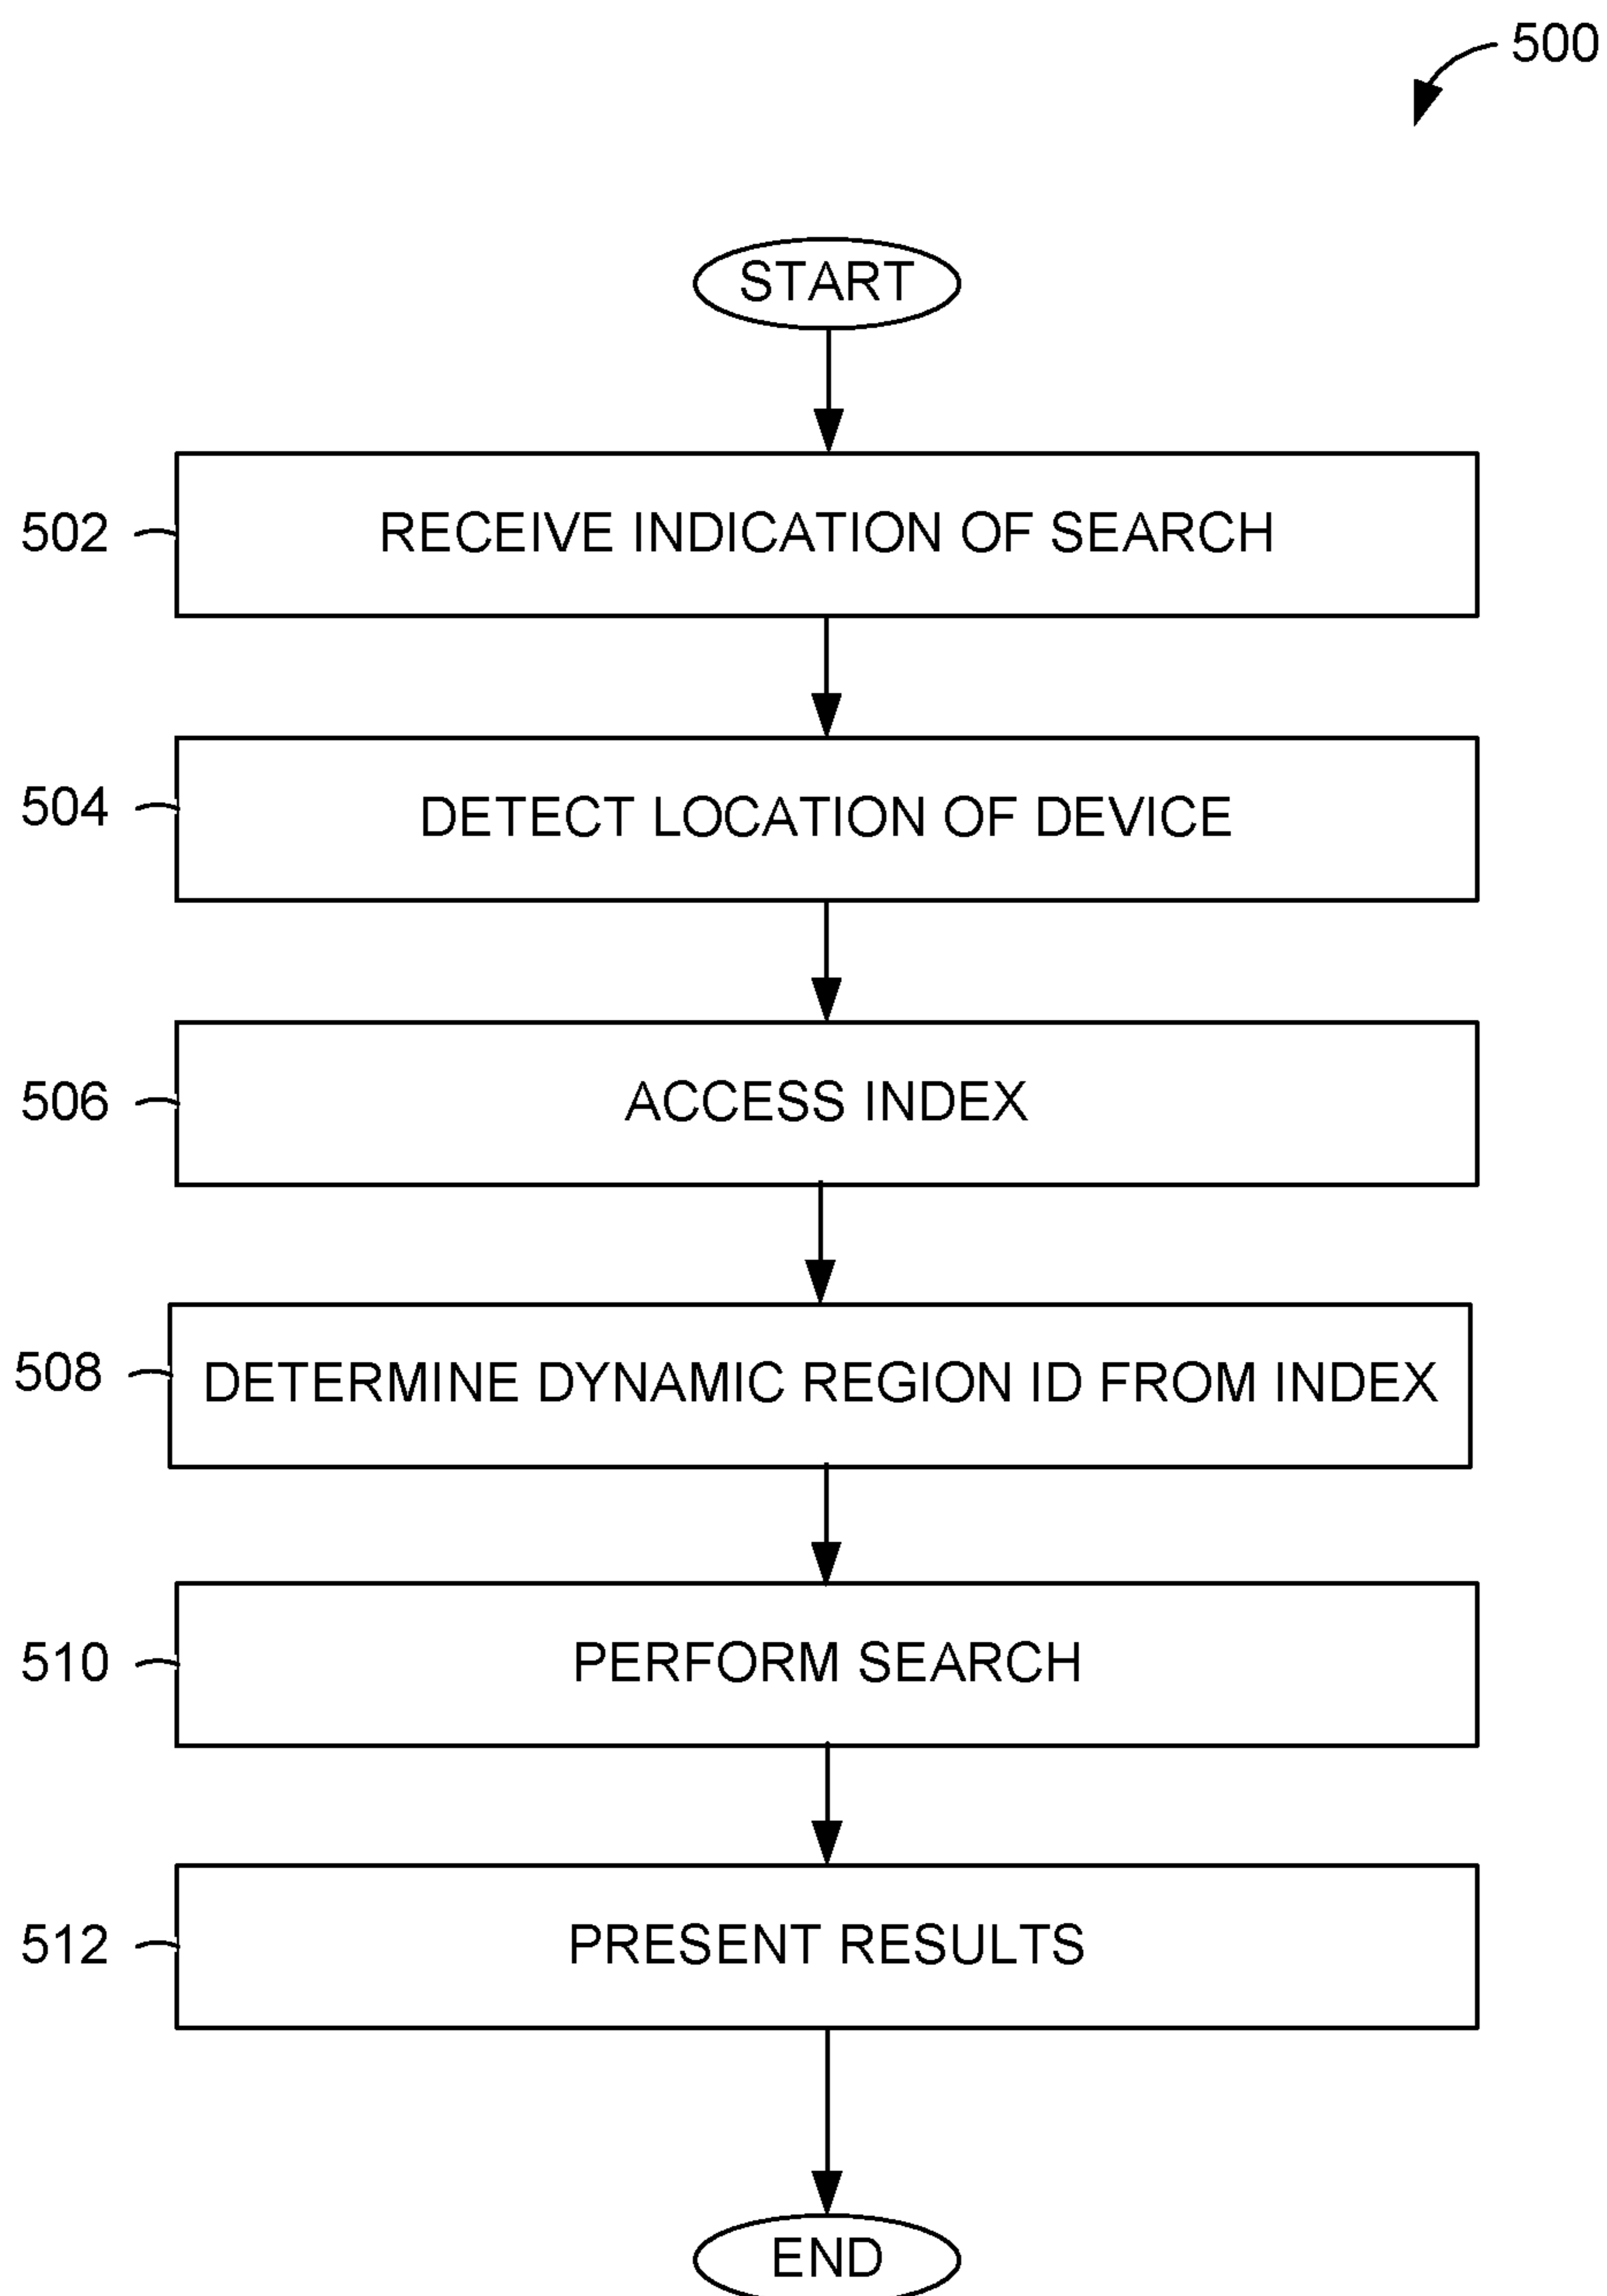 500
START
502 RECEIVE INDICATION OF SEARCH
504 DETECT LOCATION OF DEVICE
506 ACCESS INDEX
508 DETERMINE DYNAMIC REGION ID FROM INDEX
510 PERFORM SEARCH
512 PRESENT RESULTS
END